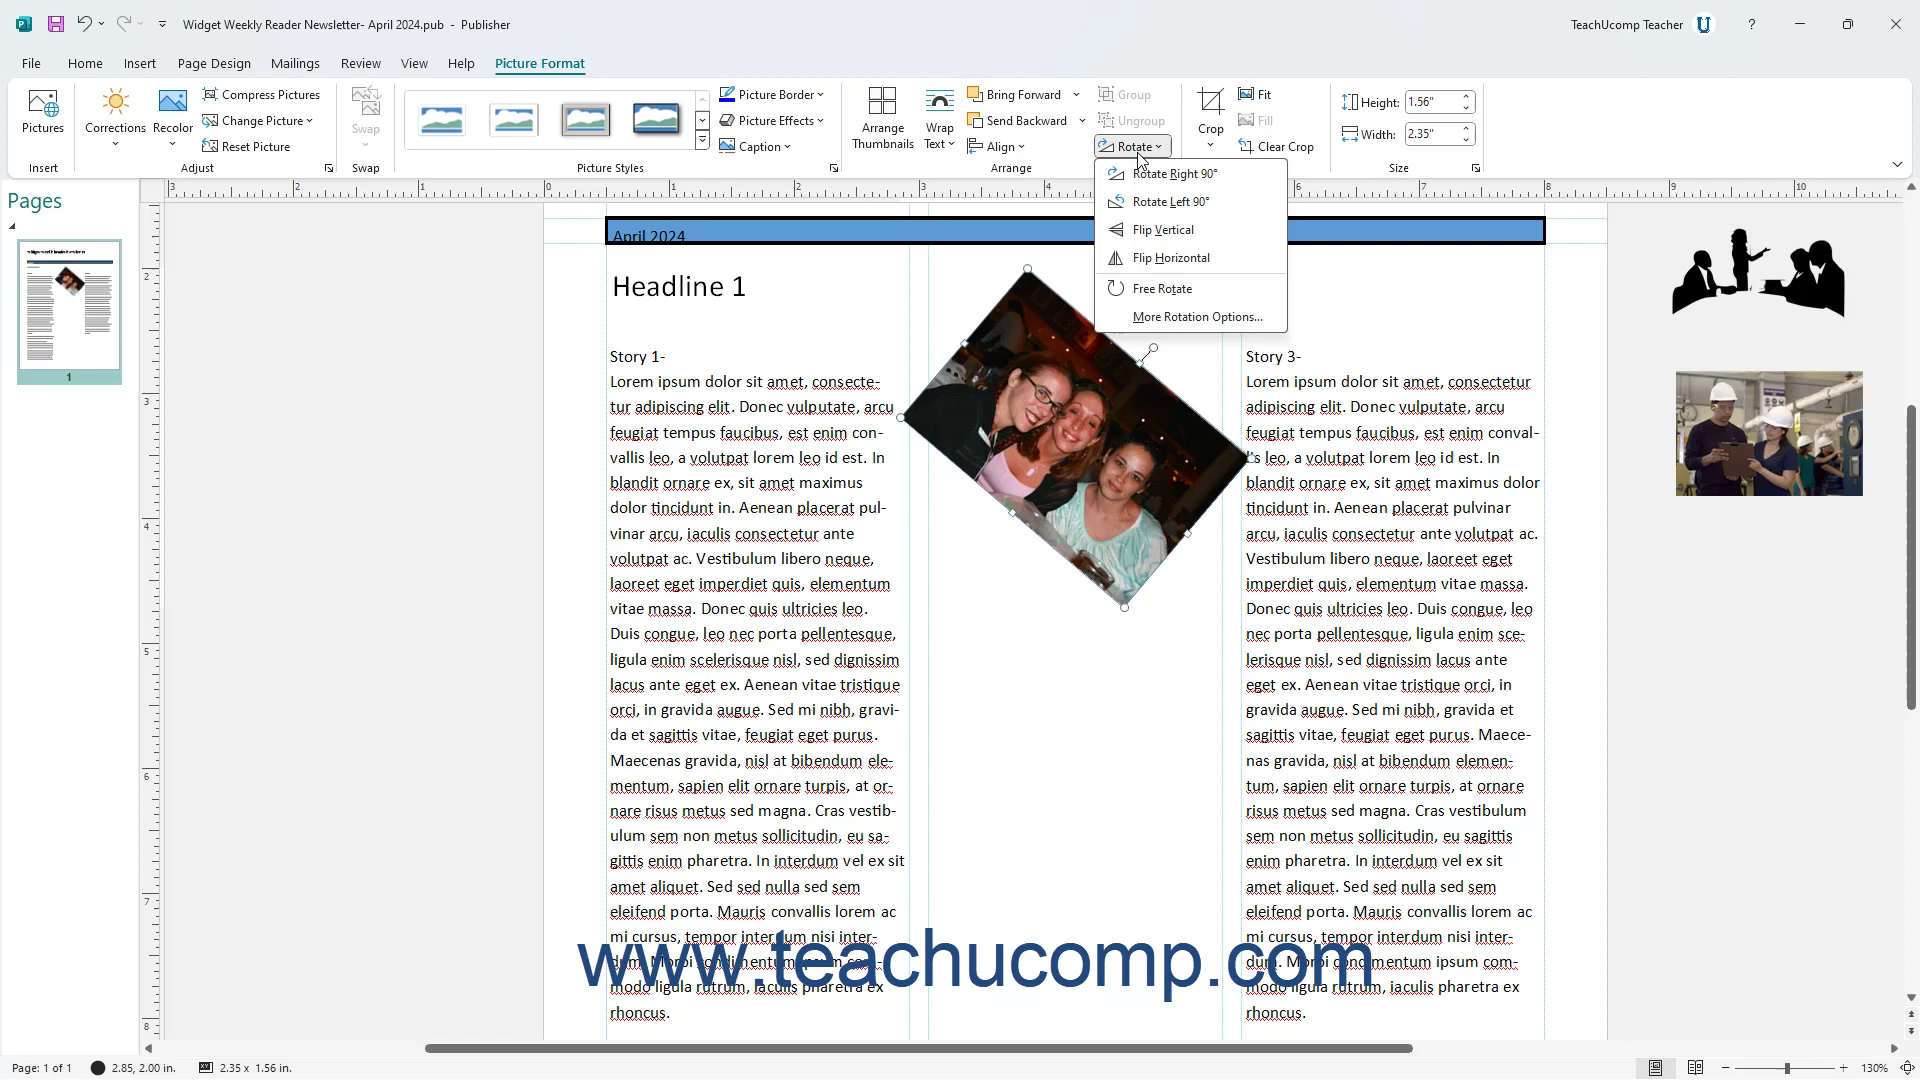 Widget Weekly Reader Newsletter- April 2024.pub - Publisher
TeachUcomp Teacher
File Home Insert Page Design Mailings Review View Help Picture Format
Pictures
Insert
Corrections
Recolor
Compress Pictures
Change Picture
Reset Picture
Adjust
Swap
Swap
Picture Border
Picture Effects
Caption
Picture Styles
Arrange Thumbnails
Wrap Text
Bring Forward
Send Backward
Align
Group
Ungroup
Rotate
Arrange
Crop
Fit
Fill
Clear Crop
Height: 1.56"
Width: 2.35"
Size
Rotate Right 90°
Rotate Left 90°
Flip Vertical
Flip Horizontal
Free Rotate
More Rotation Options...
Pages
1
April 2024
Headline 1
Story 1-
Lorem ipsum dolor sit amet, consecte-
tur adipiscing elit. Donec vulputate, arcu
feugiat tempus faucibus, est enim con-
vallis leo, a volutpat lorem leo id est. In
blandit ornare ex, sit amet maximus
dolor tincidunt in. Aenean placerat pul-
vinar arcu, iaculis consectetur ante
volutpat ac. Vestibulum libero neque,
laoreet eget imperdiet quis, elementum
vitae massa. Donec quis ultricies leo.
Duis congue, leo nec porta pellentesque,
ligula enim scelerisque nisl, sed dignissim
lacus ante eget ex. Aenean vitae tristique
orci, in gravida augue. Sed mi nibh, gravi-
da et sagittis vitae, feugiat eget purus.
Maecenas gravida, nisl at bibendum ele-
mentum, sapien elit ornare turpis, at or-
nare risus metus sed magna. Cras vestib-
ulum sem non metus sollicitudin, eu sa-
gittis enim pharetra. In interdum vel ex sit
amet aliquet. Sed sed nulla sed sem
eleifend porta. Mauris convallis lorem ac
mi cursus, tempor interdum nisi inter-
dum. Morbi condimentum ipsum com-
modo ligula rutrum, iaculis pharetra ex
rhoncus.
Story 3-
Lorem ipsum dolor sit amet, consectetur
adipiscing elit. Donec vulputate, arcu
feugiat tempus faucibus, est enim conval-
lis leo, a volutpat lorem leo id est. In
blandit ornare ex, sit amet maximus dolor
tincidunt in. Aenean placerat pulvinar
arcu, iaculis consectetur ante volutpat ac.
Vestibulum libero neque, laoreet eget
imperdiet quis, elementum vitae massa.
Donec quis ultricies leo. Duis congue, leo
nec porta pellentesque, ligula enim sce-
lerisque nisl, sed dignissim lacus ante
eget ex. Aenean vitae tristique orci, in
gravida augue. Sed mi nibh, gravida et
sagittis vitae, feugiat eget purus. Maece-
nas gravida, nisl at bibendum elemen-
tum, sapien elit ornare turpis, at ornare
risus metus sed magna. Cras vestibulum
sem non metus sollicitudin, eu sagittis
enim pharetra. In interdum vel ex sit
amet aliquet. Sed sed nulla sed sem
eleifend porta. Mauris convallis lorem ac
mi cursus, tempor interdum nisi inter-
dum. Morbi condimentum ipsum com-
modo ligula rutrum, iaculis pharetra ex
rhoncus.
www.teachucomp.com
Page: 1 of 1 2.85, 2.00 in. 2.35 x 1.56 in.
130%